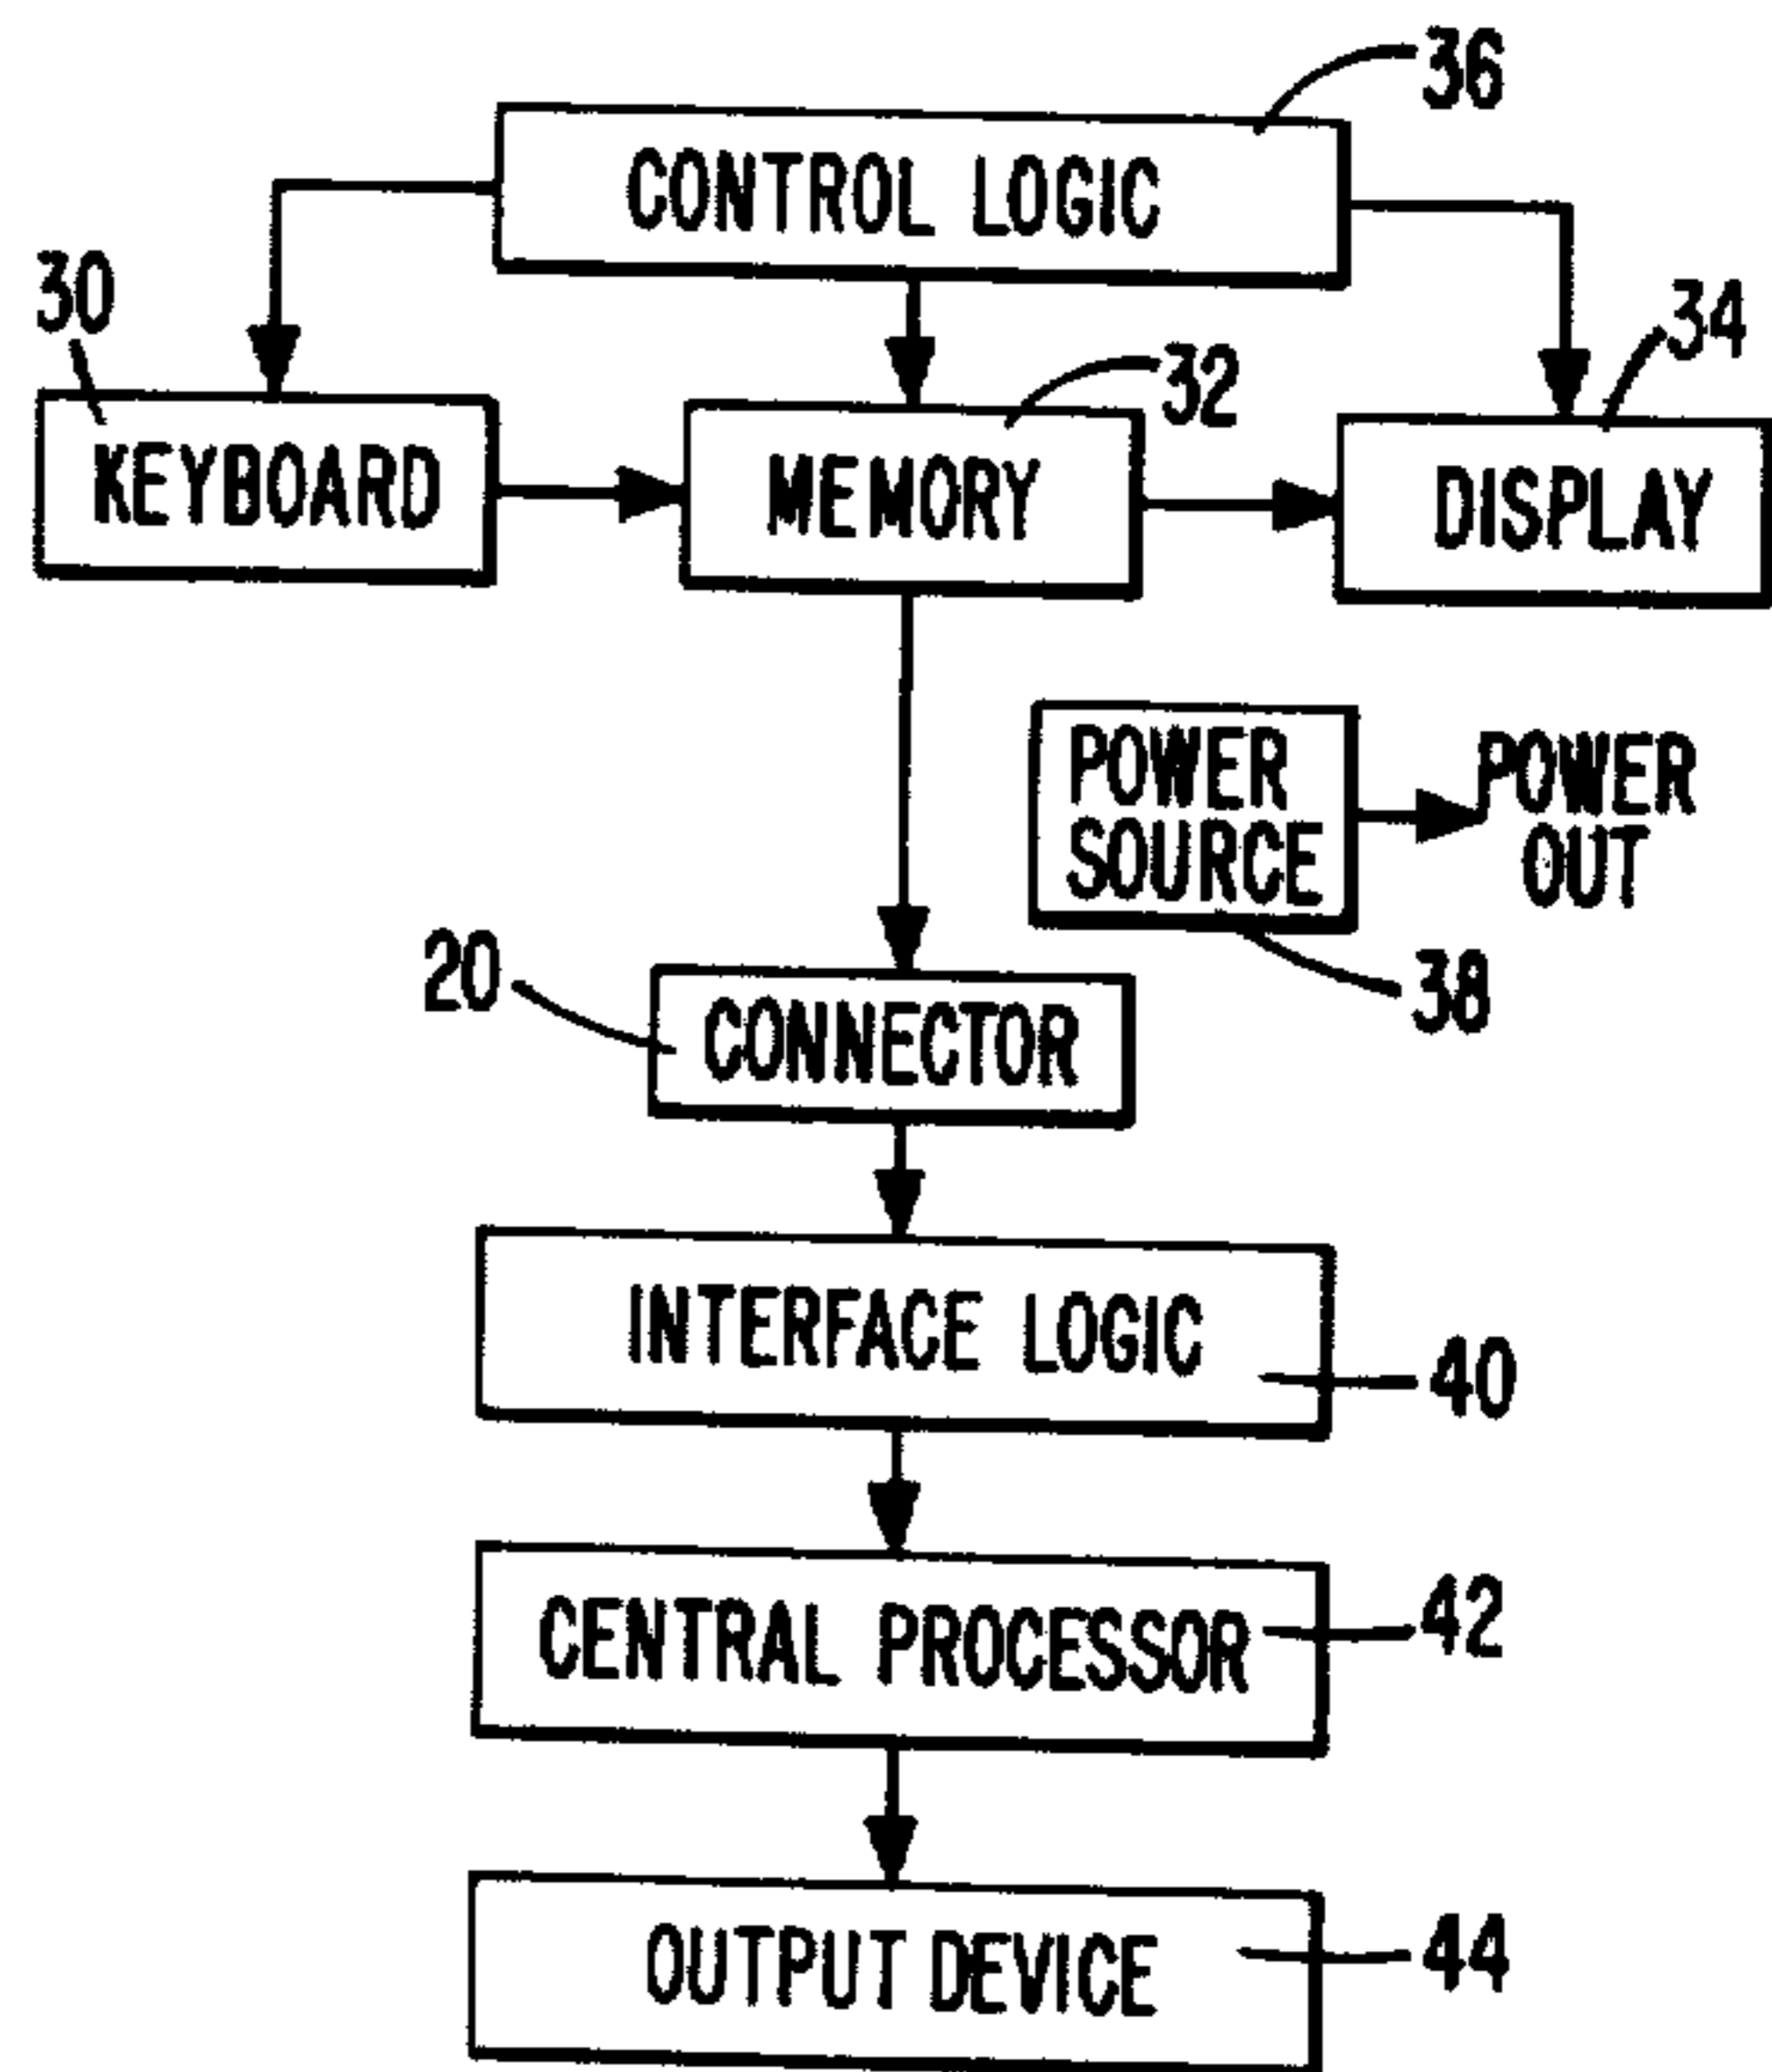 36
CONTROL LOGIC
30
34
32
KEYBOARD
MEMORY
DISPLAY
POWER
SOURCE
POWER
OUT
20
38
CONNECTOR
INTERFACE LOGIC
40
CENTRAL PROCESSOR
42
OUTPUT DEVICE
44